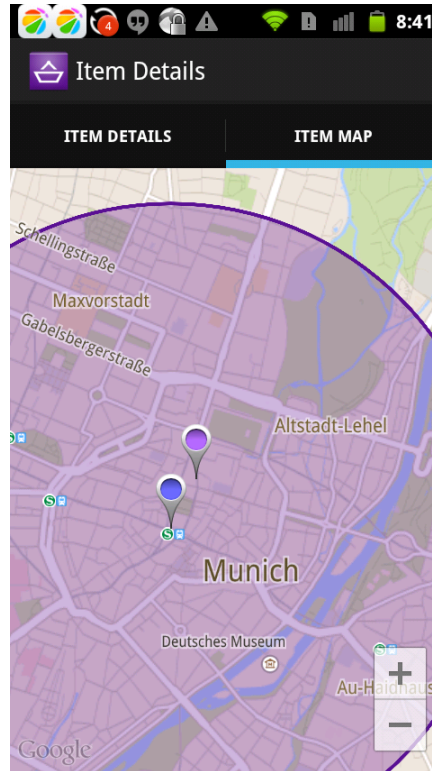 4
8:41
Item Details
ITEM DETAILS
ITEM MAP
Schellingstraße
Maxvorstadt
Gabelsbergerstraße
Altstadt-Lehel
S
S
S
Munich
Deutsches Museum
S
Au-Haidhaus
+
−
Google